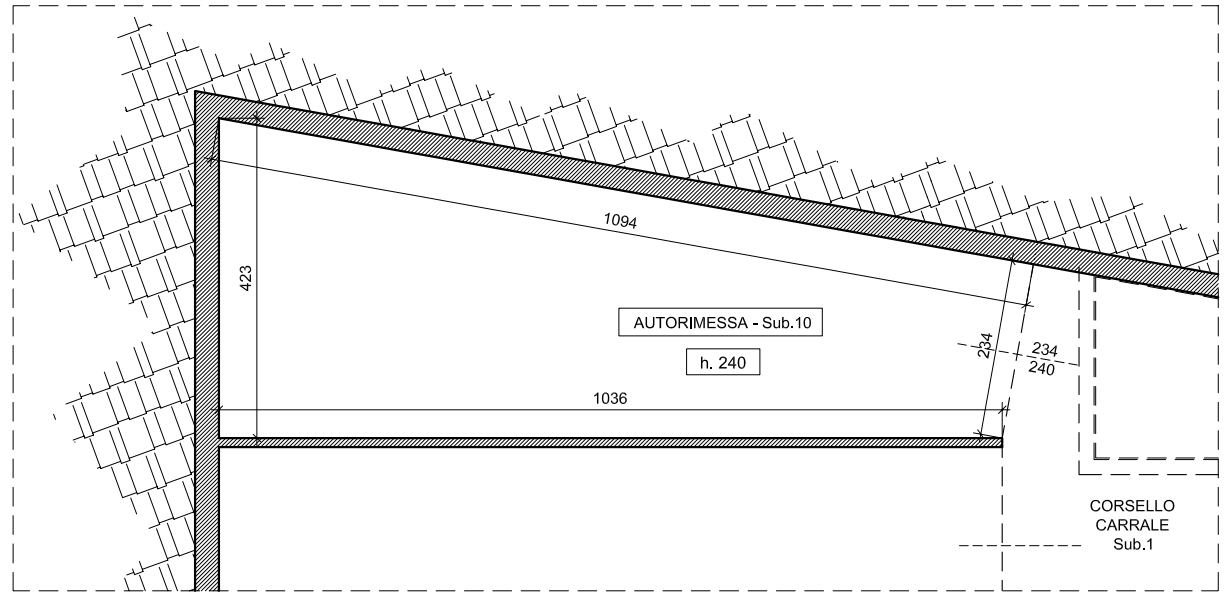 1094
423
AUTORIMESSA - Sub.10
h. 240
234
234
240
1036
CORSELLO
CARRALE
Sub.1